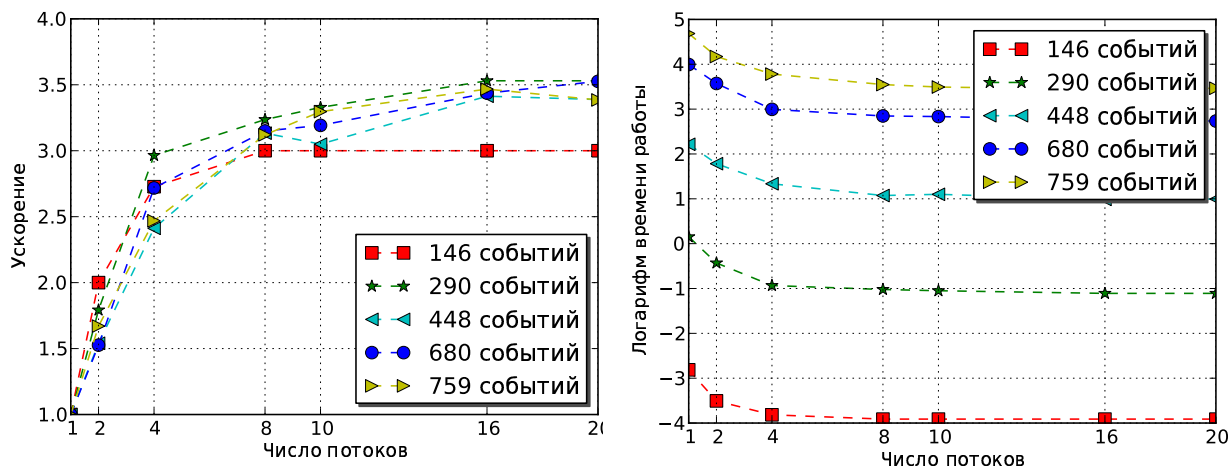 4.0
3.5
3.0
2.5
2.0
1.5
1.0
Ускорение
1 2 4 8 10 16 20
Число потоков
146 событий
290 событий
448 событий
680 событий
759 событий
5
4
3
2
1
0
−1
−2
−3
−4
Логарифм времени работы
1 2 4 8 10 16 20
Число потоков
146 событий
290 событий
448 событий
680 событий
759 событий